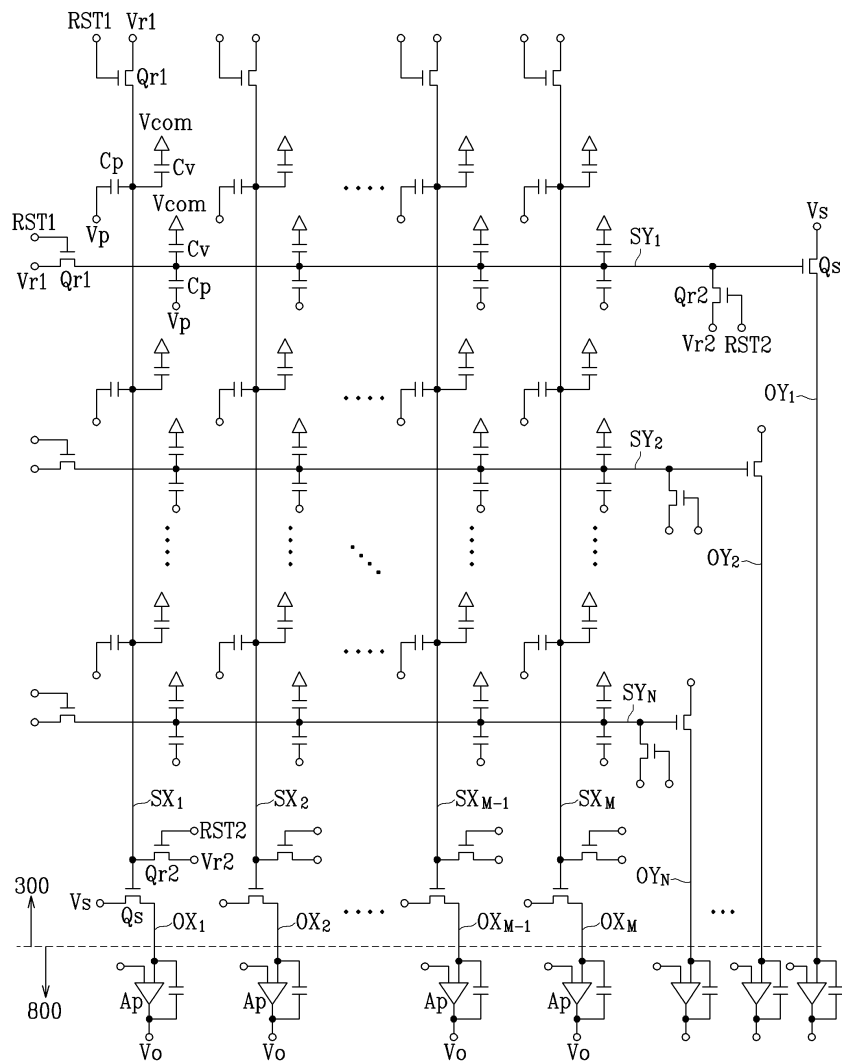 RST1 Vr1
Qr1
Vcom
Cp Cv
Vcom
Vp
RST1
Cv
Vs
SY1
Vr1 Qr1
Cp
Vp
Qr2
Qs
Vr2 RST2
OY1
SY2
OY2
SYN
SX1 SX2 SXM-1 SXM
RST2
Qr2 Vr2
300
Vs Qs
OX1 OX2 OXM-1 OXM
OYN
800
Ap Ap Ap Ap
Vo Vo Vo Vo